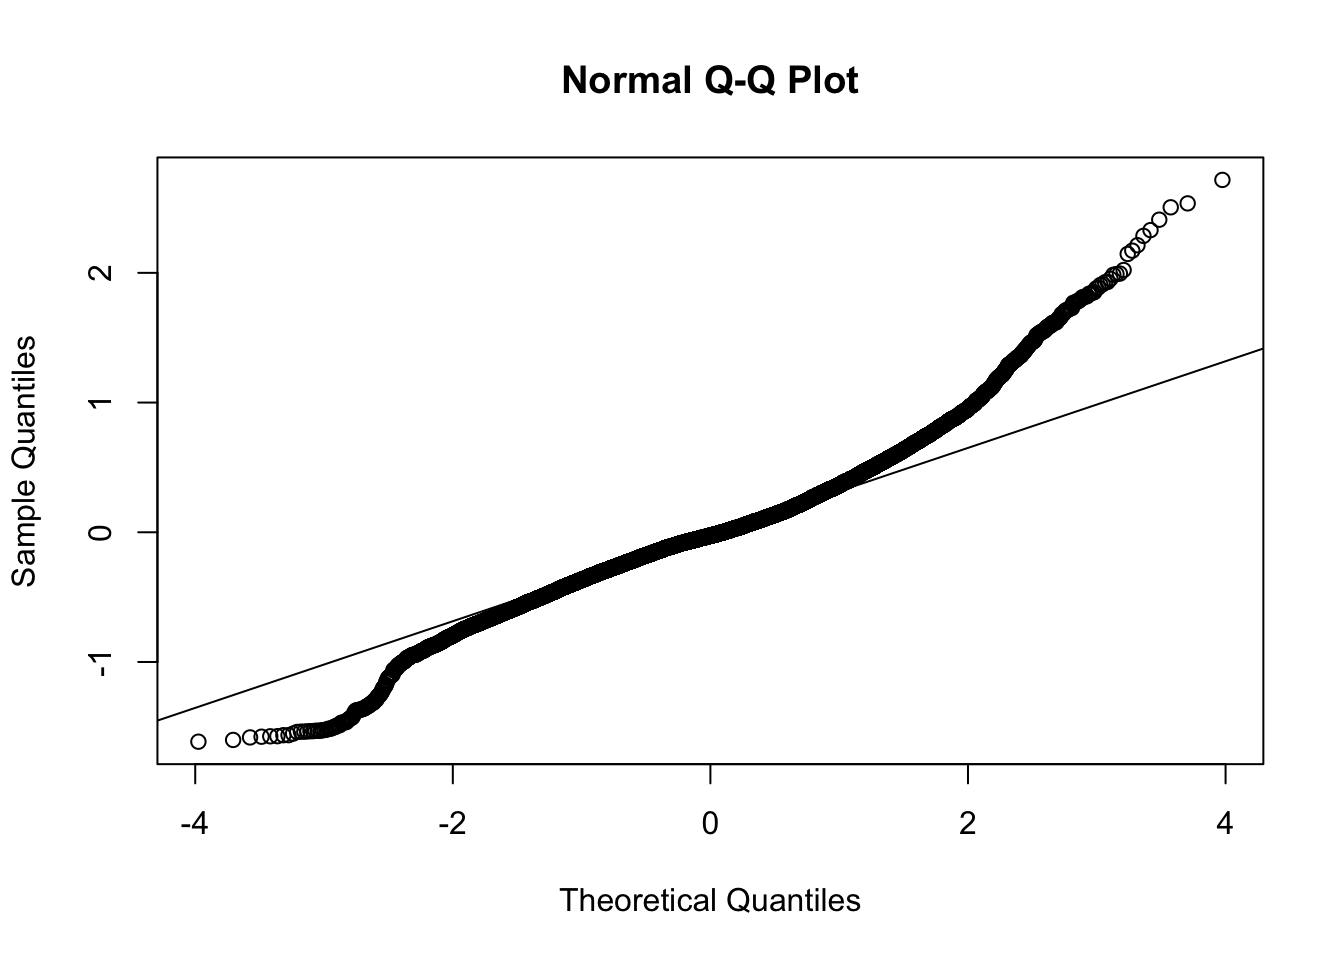 Normal Q-Q Plot
2
1
0
-1
Sample Quantiles
-4 -2 0 2 4
Theoretical Quantiles